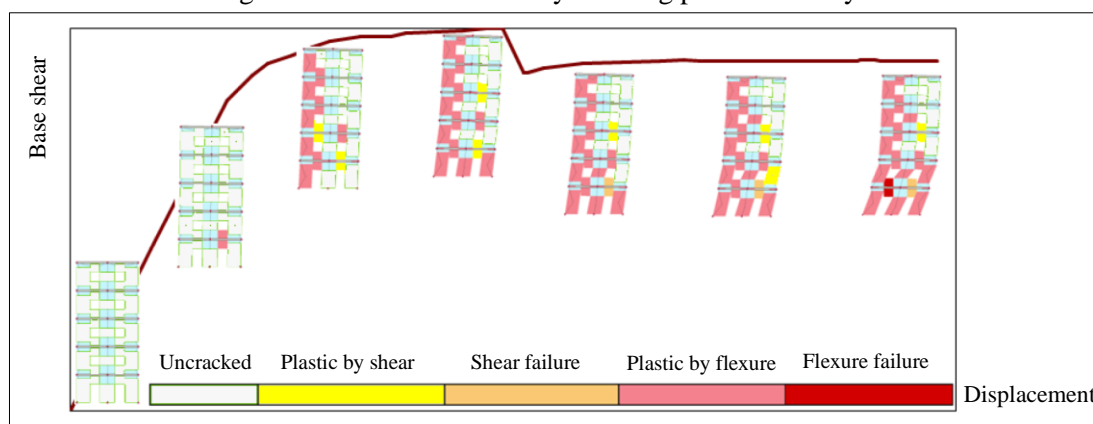 Base shear
Uncracked Plastic by shear Shear failure Plastic by flexure Flexure failure
Displacement